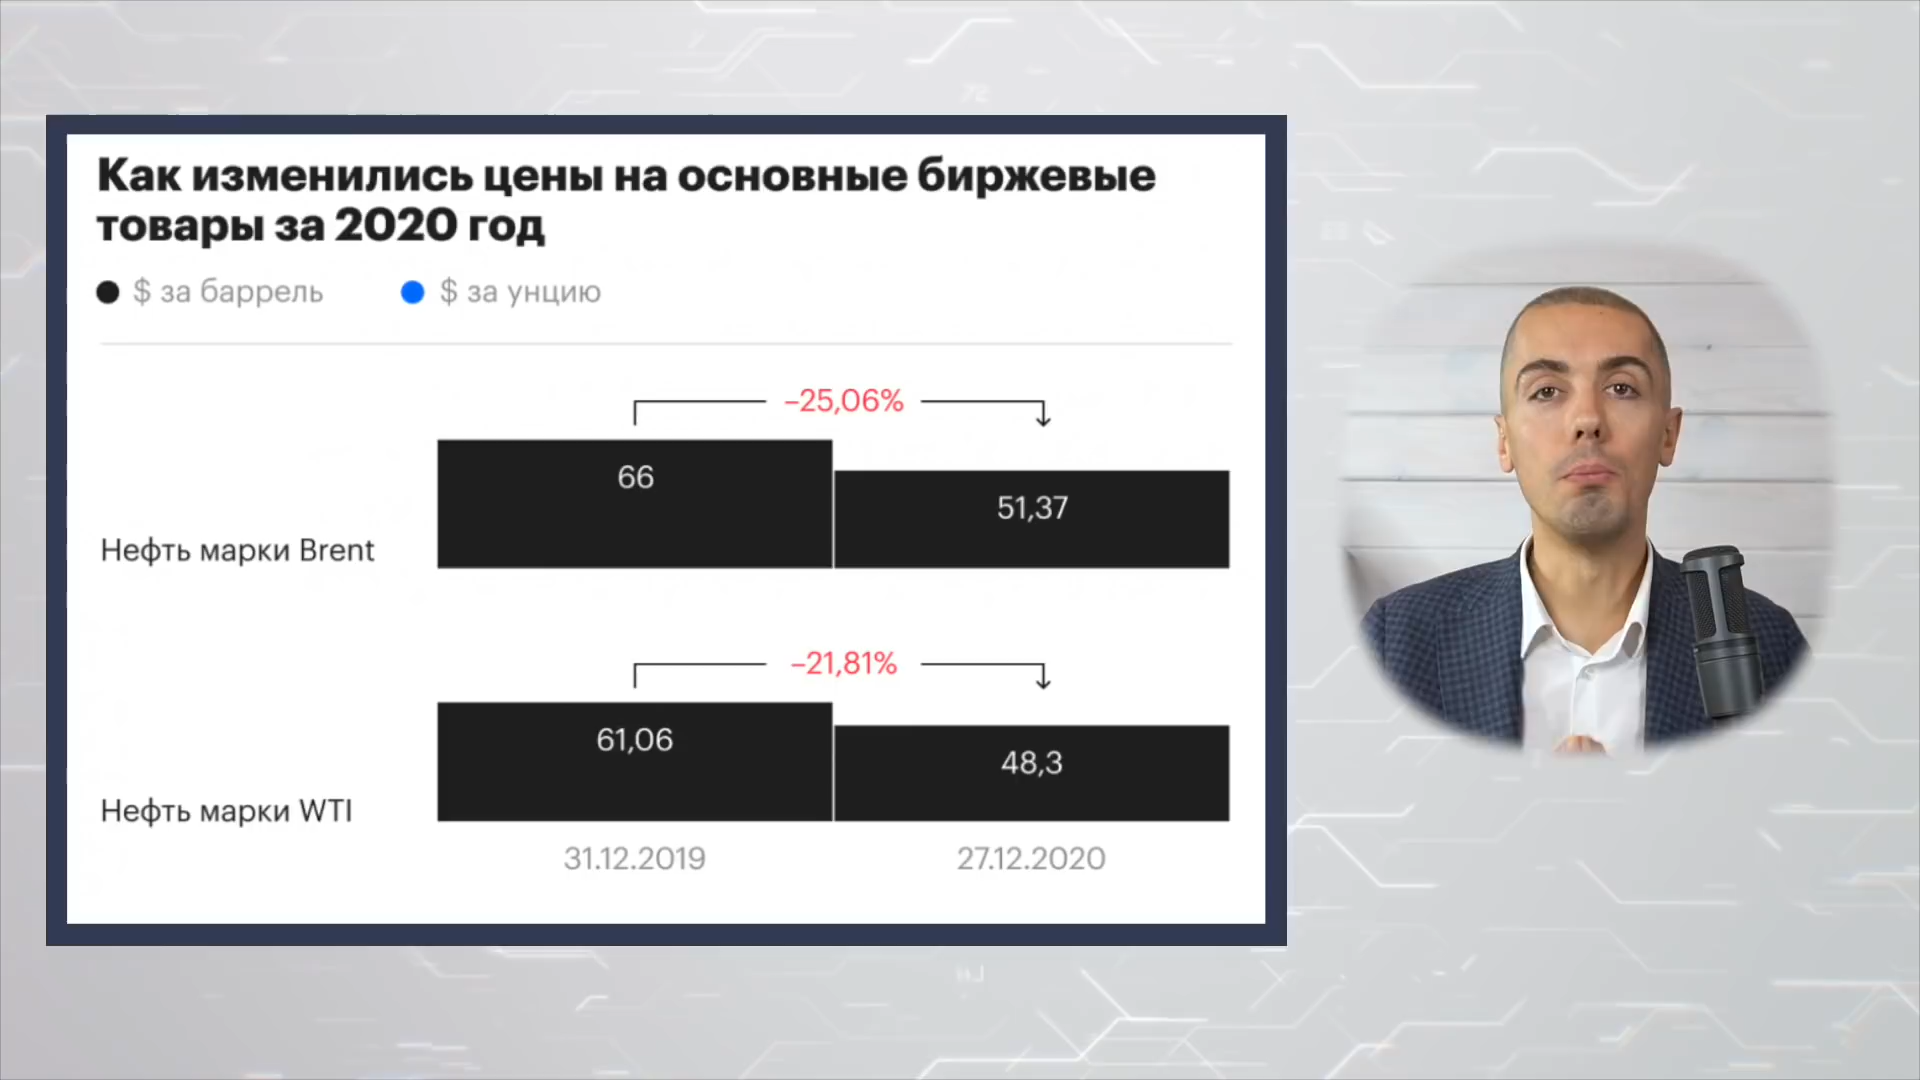 Как изменились цены на основные биржевые
товары за 2020 год
$ за баррель $ за унцию
–25,06%
66
51,37
Нефть марки Brent
–21,81%
61,06
48,3
Нефть марки WTI
31.12.2019 27.12.2020